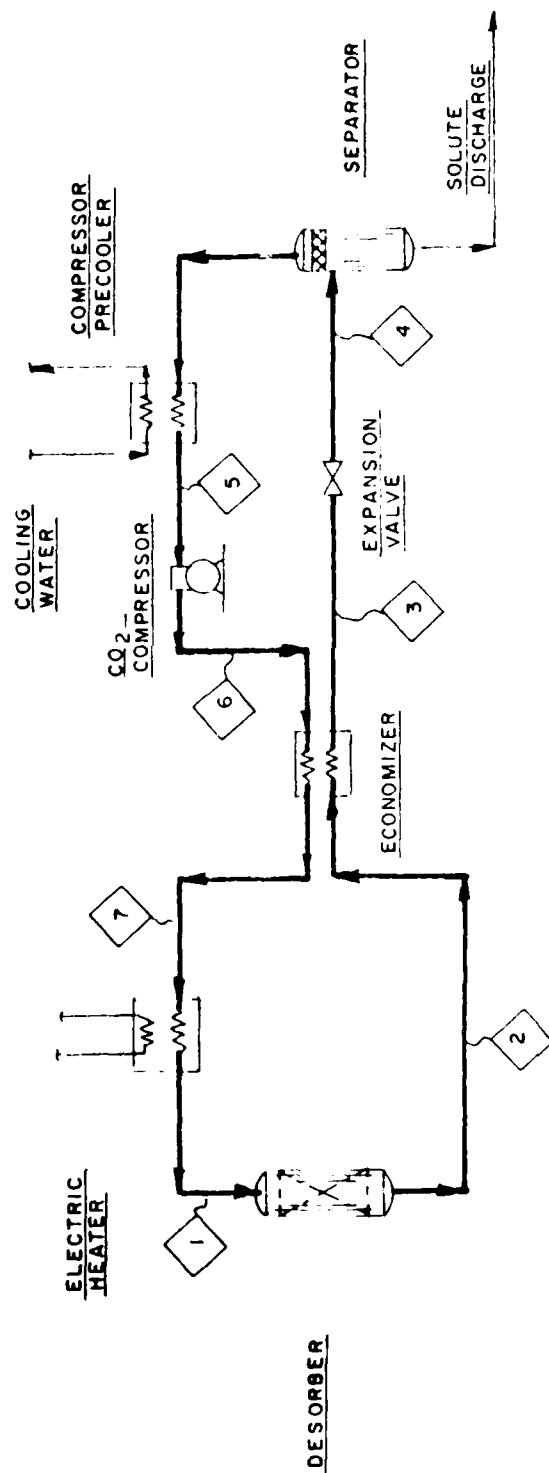 DESORBER
ELECTRIC
HEATER
1
7
2
ECONOMIZER
6
CO2-
COMPRESSOR
3
EXPANSION
VALVE
5
COOLING
WATER
COMPRESSOR
PRECOOLER
4
SEPARATOR
SOLUTE
DISCHARGE